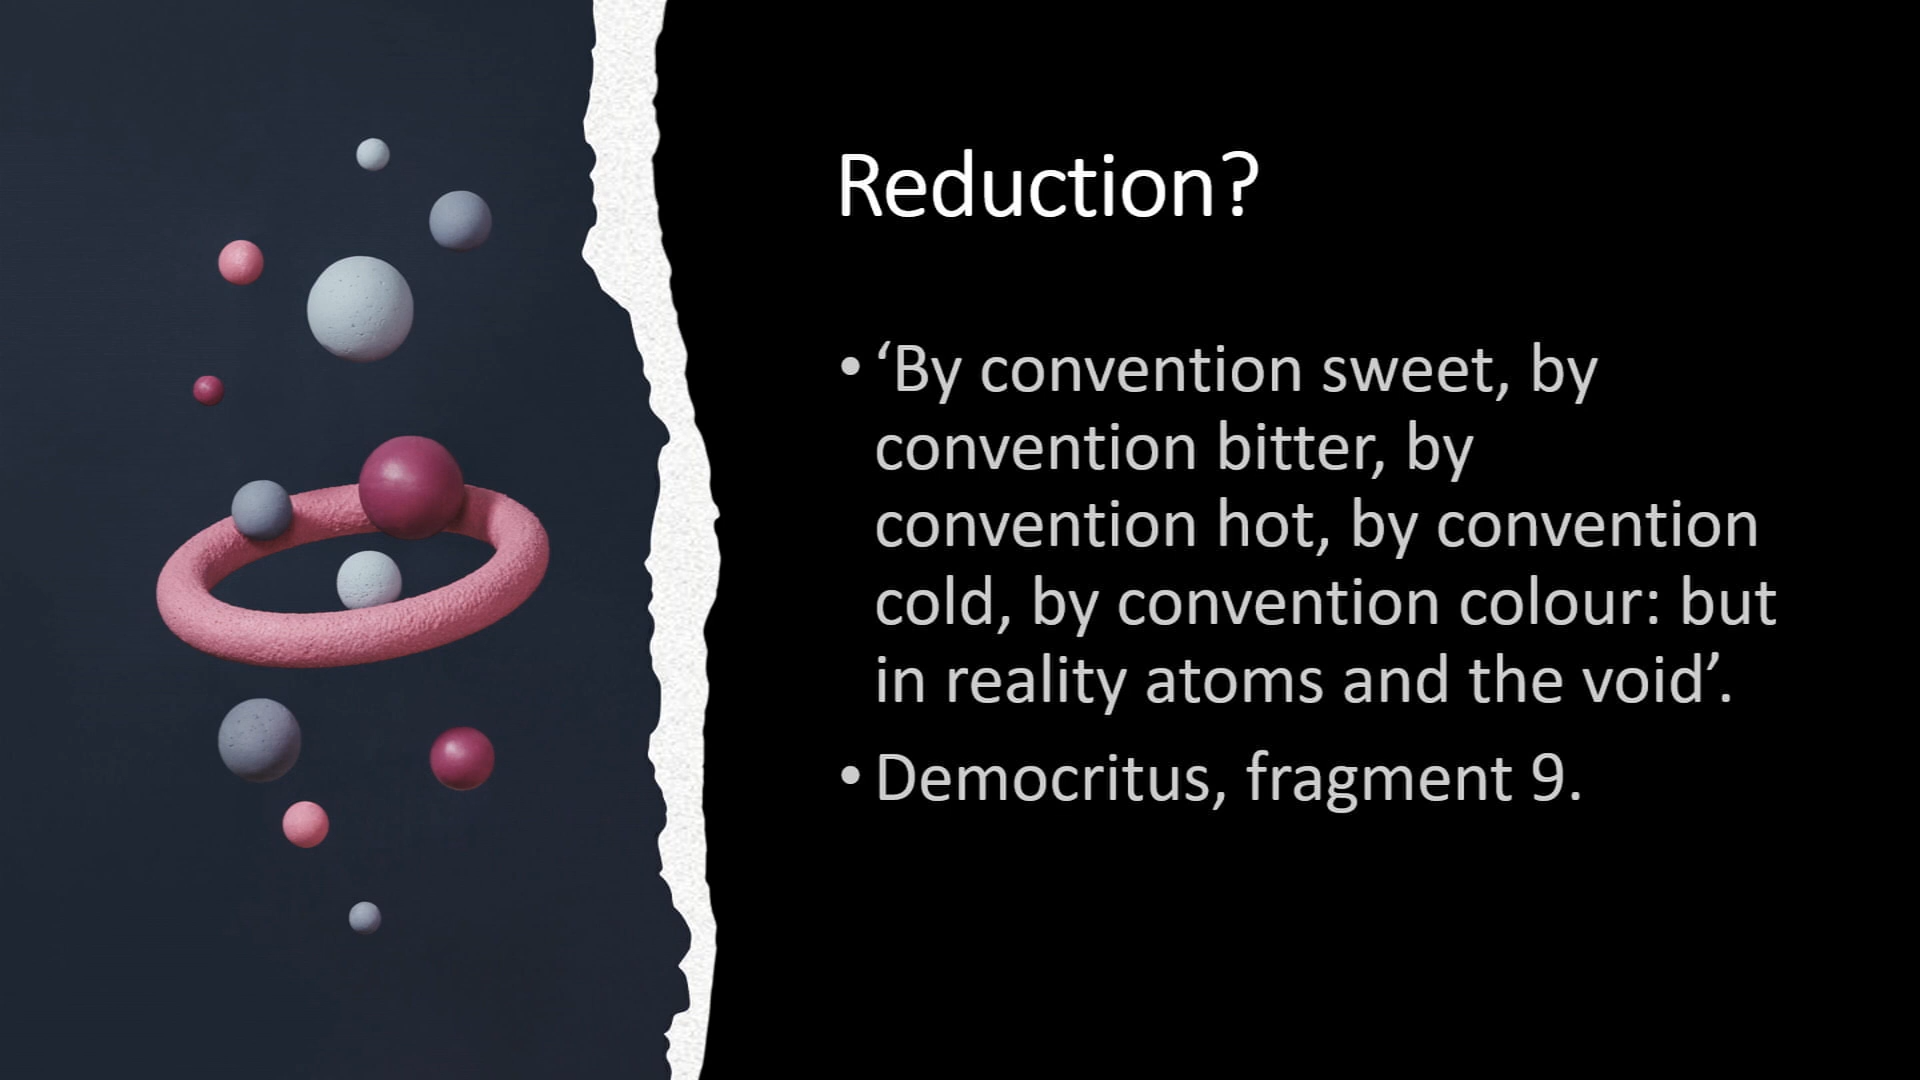 Reduction?
• ‘By convention sweet, by
convention bitter, by
convention hot, by convention
cold, by convention colour: but
in reality atoms and the void’.
• Democritus, fragment 9.